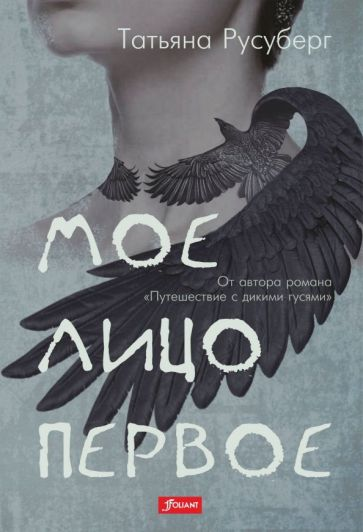 Татьяна Русуберг
МОЕ
От автора романа
«Путешествие с дикими гусями»
ЛИЦО
ПЕРВОЕ
FOLIANT